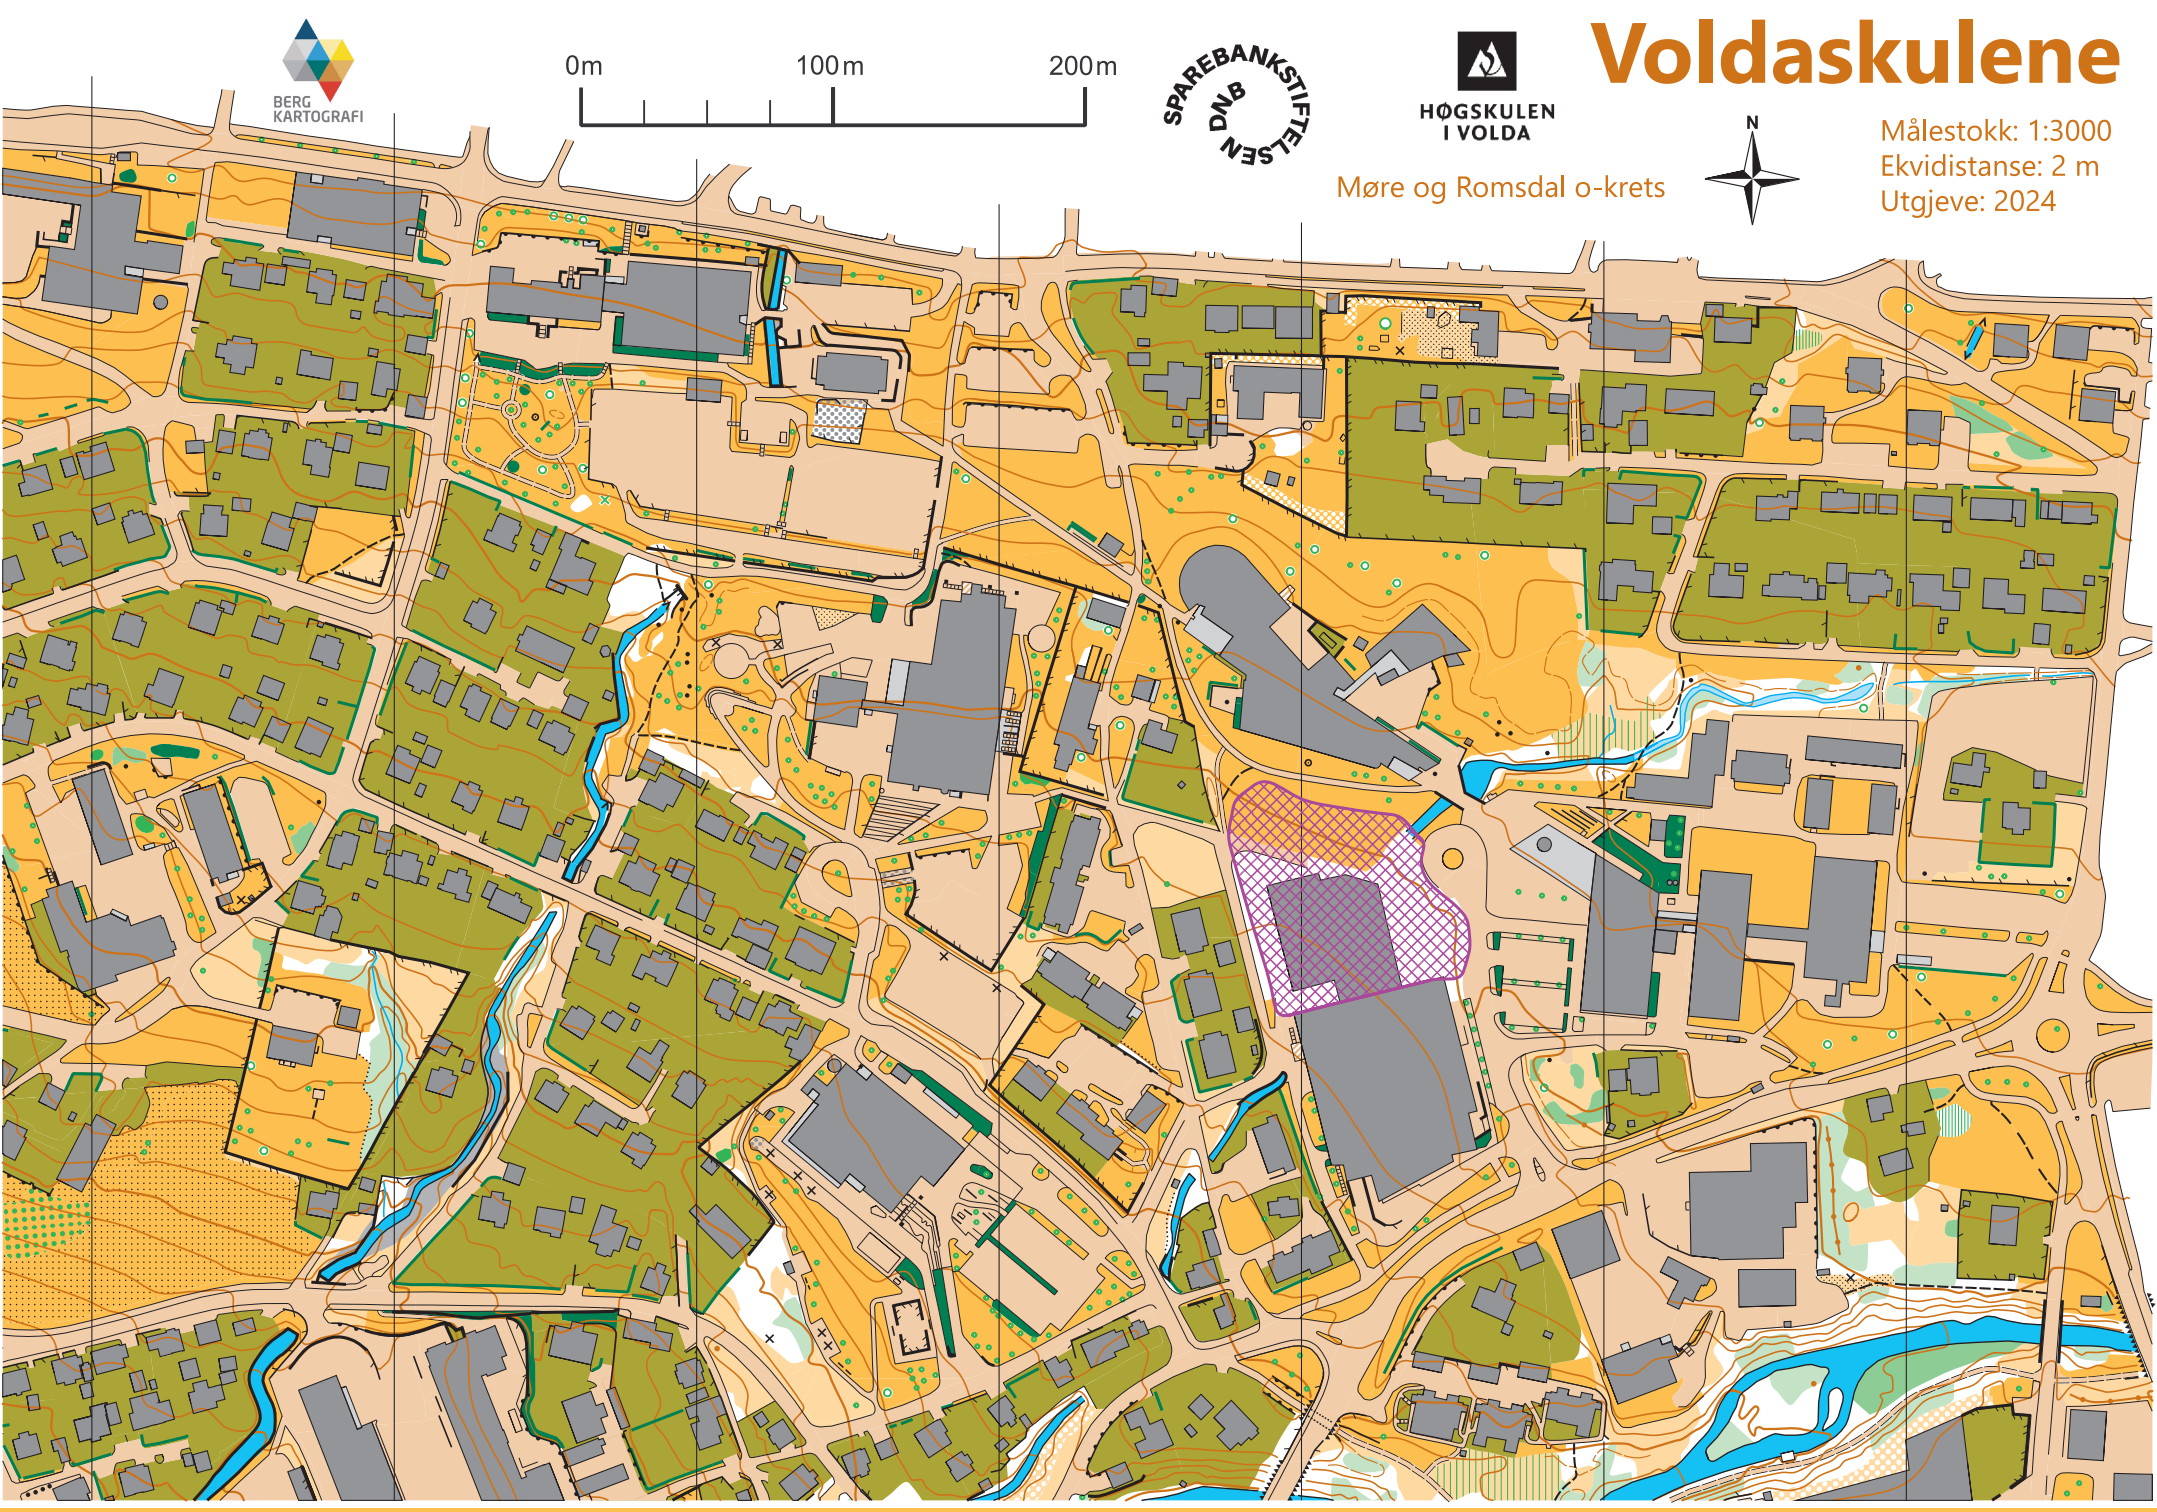 BERG
KARTOGRAFI
0m 100m 200m
SPAREBANKSTIFTELSEN DNB
HØGSKULEN
I VOLDA
Møre og Romsdal o-krets
Voldaskulene
N
Målestokk: 1:3000
Ekvidistanse: 2 m
Utgjeve: 2024